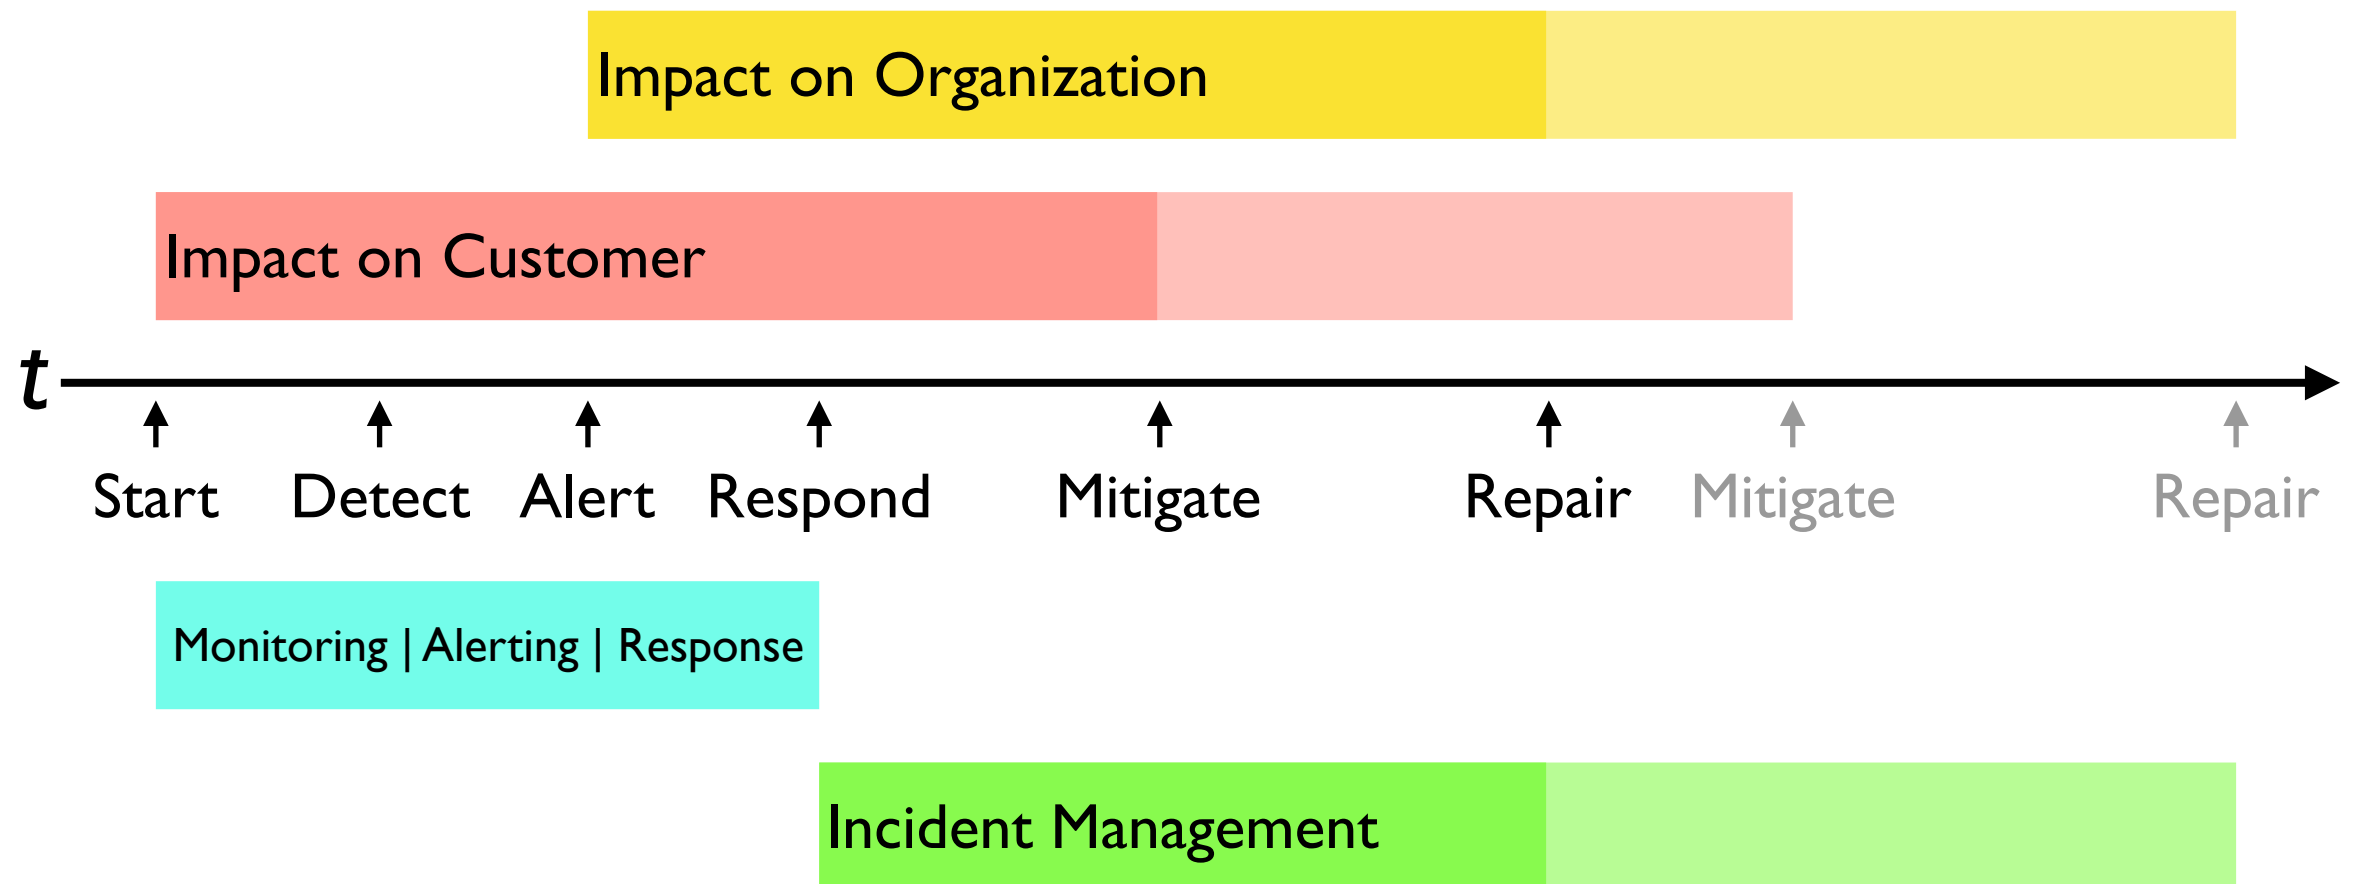 Impact on Organization
Impact on Customer
t
Start Detect Alert Respond Mitigate Repair Mitigate Repair
Monitoring | Alerting | Response
Incident Management